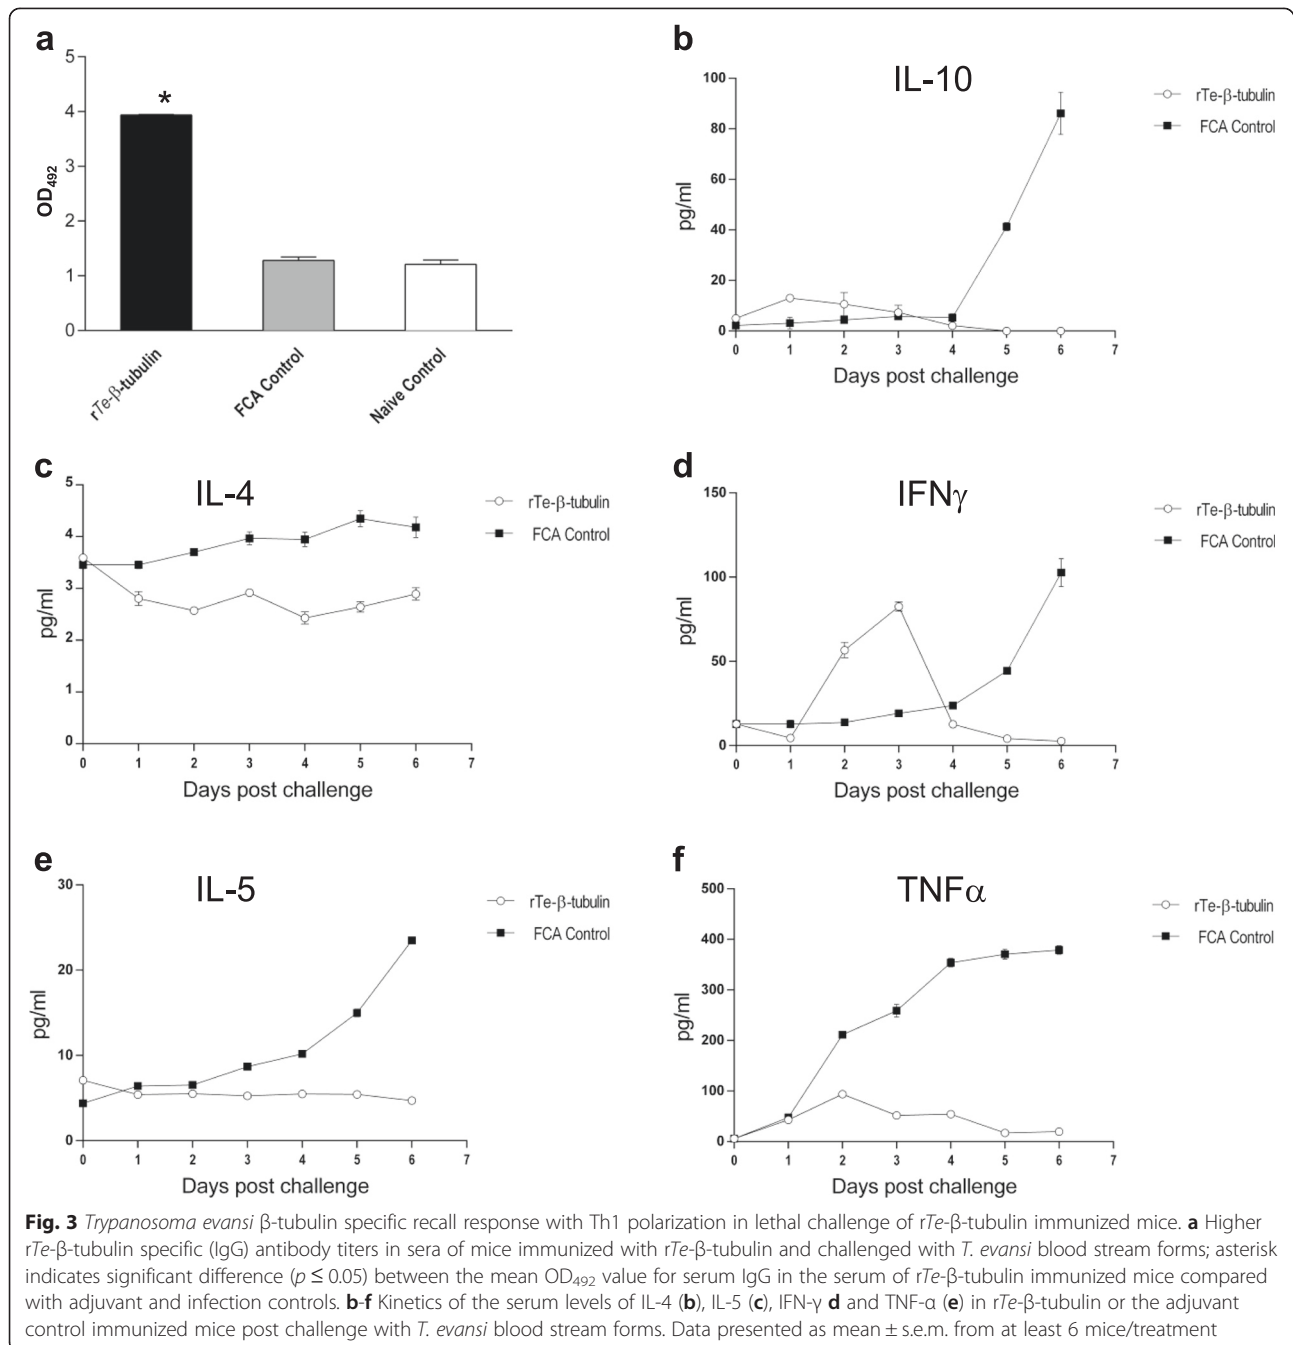 a
5
4
3
2
1
0
OD492
*
rTe-β-tubulin
FCA Control
Naive Control
b
IL-10
100
80
60
40
20
0
pg/ml
0 1 2 3 4 5 6 7
Days post challenge
rTe-β-tubulin
FCA Control
c
IL-4
5
4
3
2
1
0
pg/ml
0 1 2 3 4 5 6 7
Days post challenge
rTe-β-tubulin
FCA Control
d
IFNγ
150
100
50
0
pg/ml
0 1 2 3 4 5 6 7
Days post challenge
rTe-β-tubulin
FCA Control
e
IL-5
30
20
10
0
pg/ml
0 1 2 3 4 5 6 7
Days post challenge
rTe-β-tubulin
FCA Control
f
TNFα
500
400
300
200
100
0
pg/ml
0 1 2 3 4 5 6 7
Days post challenge
rTe-β-tubulin
FCA Control
Fig. 3 Trypanosoma evansi β-tubulin specific recall response with Th1 polarization in lethal challenge of rTe-β-tubulin immunized mice. a Higher
rTe-β-tubulin specific (IgG) antibody titers in sera of mice immunized with rTe-β-tubulin and challenged with T. evansi blood stream forms; asterisk
indicates significant difference (p ≤ 0.05) between the mean OD492 value for serum IgG in the serum of rTe-β-tubulin immunized mice compared
with adjuvant and infection controls. b-f Kinetics of the serum levels of IL-4 (b), IL-5 (c), IFN-γ d and TNF-α (e) in rTe-β-tubulin or the adjuvant
control immunized mice post challenge with T. evansi blood stream forms. Data presented as mean ± s.e.m. from at least 6 mice/treatment